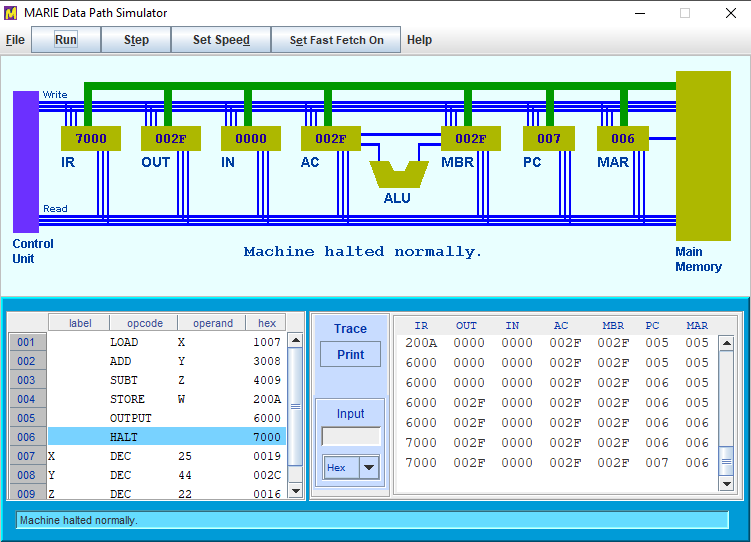 MARIE Data Path Simulator
File Run Step Set Speed Set Fast Fetch On Help
Write
7000 002F 0000 002F 002F 007 006
IR OUT IN AC MBR PC MAR
ALU
Read
Control
Unit
Machine halted normally.
Main
Memory
label opcode operand hex
001 LOAD X 1007
002 ADD Y 3008
003 SUBT Z 4009
004 STORE W 200A
005 OUTPUT 6000
006 HALT 7000
007 X DEC 25 0019
008 Y DEC 44 002C
009 Z DEC 22 0016
Trace
Print
Input
Hex
IR OUT IN AC MBR PC MAR
200A 0000 0000 002F 002F 005 005
6000 0000 0000 002F 002F 005 005
6000 0000 0000 002F 002F 006 005
6000 002F 0000 002F 002F 006 005
6000 002F 0000 002F 002F 006 006
7000 002F 0000 002F 002F 006 006
7000 002F 0000 002F 002F 007 006
Machine halted normally.